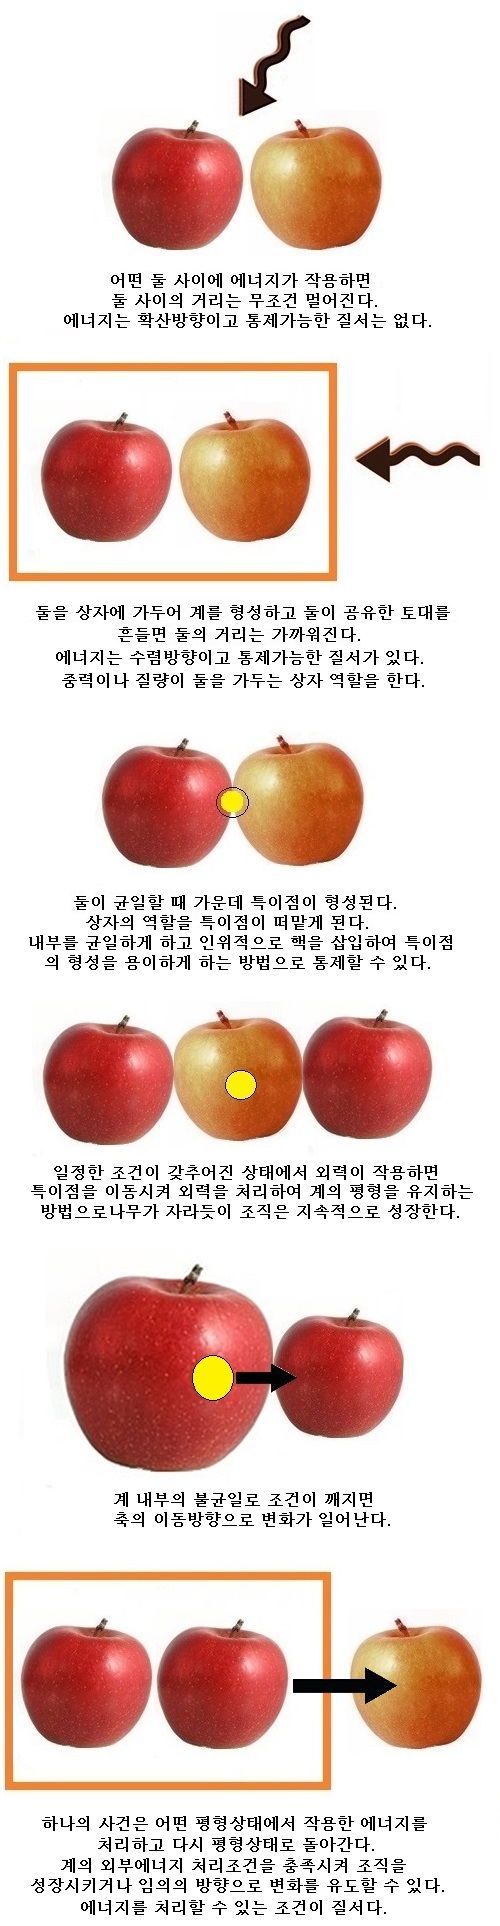 어떤 둘 사이에 에너지가 작용하면
둘 사이의 거리는 무조건 멀어진다.
에너지는 확산방향이고 통제가능한 질서는 없다.
둘을 상자에 가두어 계를 형성하고 둘이 공유한 토대를
흔들면 둘의 거리는 가까워진다.
에너지는 수렴방향이고 통제가능한 질서가 있다.
중력이나 질량이 둘을 가두는 상자 역할을 한다.
둘이 균일할 때 가운데 특이점이 형성된다.
상자의 역할을 특이점이 떠맡게 된다.
내부를 균일하게 하고 인위적으로 핵을 삽입하여 특이점
의 형성을 용이하게 하는 방법으로 통제할 수 있다.
일정한 조건이 갖추어진 상태에서 외력이 작용하면
특이점을 이동시켜 외력을 처리하여 계의 평형을 유지하는
방법으로나무가 자라듯이 조직은 지속적으로 성장한다.
계 내부의 불균일로 조건이 깨지면
축의 이동방향으로 변화가 일어난다.
하나의 사건은 어떤 평형상태에서 작용한 에너지를
처리하고 다시 평형상태로 돌아간다.
계의 외부에너지 처리조건을 충족시켜 조직을
성장시키거나 임의의 방향으로 변화를 유도할 수 있다.
에너지를 처리할 수 있는 조건이 질서다.